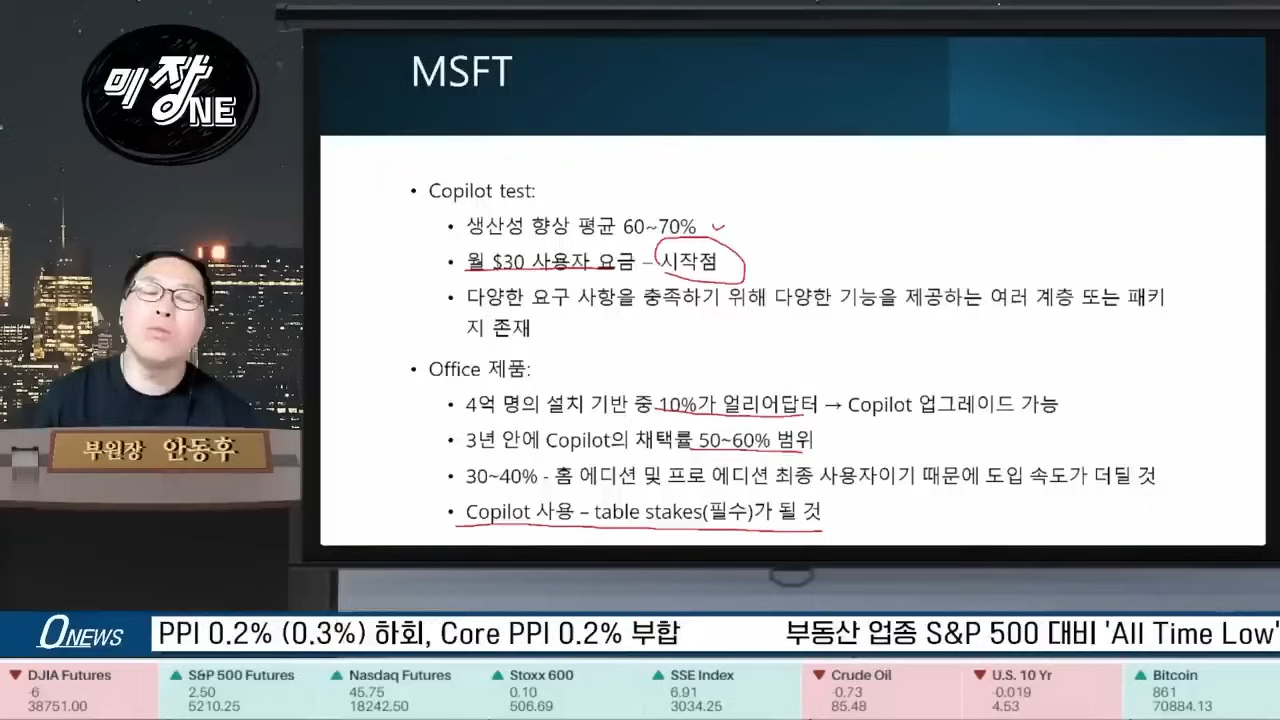 미장
ONE
MSFT
• Copilot test:
• 생산성 향상 평균 60~70%
• 월 $30 사용자 요금 – 시작점
• 다양한 요구 사항을 충족하기 위해 다양한 기능을 제공하는 여러 계층 또는 패키
지 존재
• Office 제품:
• 4억 명의 설치 기반 중 10%가 얼리어답터 → Copilot 업그레이드 가능
• 3년 안에 Copilot의 채택률 50~60% 범위
• 30~40% - 홈 에디션 및 프로 에디션 최종 사용자이기 때문에 도입 속도가 더딜 것
• Copilot 사용 – table stakes(필수)가 될 것
부원장 안동후
ONEWS
PPI 0.2% (0.3%) 하회, Core PPI 0.2% 부합 부동산 업종 S&P 500 대비 'All Time Low'
▼ DJIA Futures
-6
38751.00
▲ S&P 500 Futures
2.50
5210.25
▲ Nasdaq Futures
45.75
18242.50
▲ Stoxx 600
0.10
506.69
▲ SSE Index
6.91
3034.25
▼ Crude Oil
-0.73
85.48
▼ U.S. 10 Yr
-0.019
4.53
▲ Bitcoin
861
70884.13